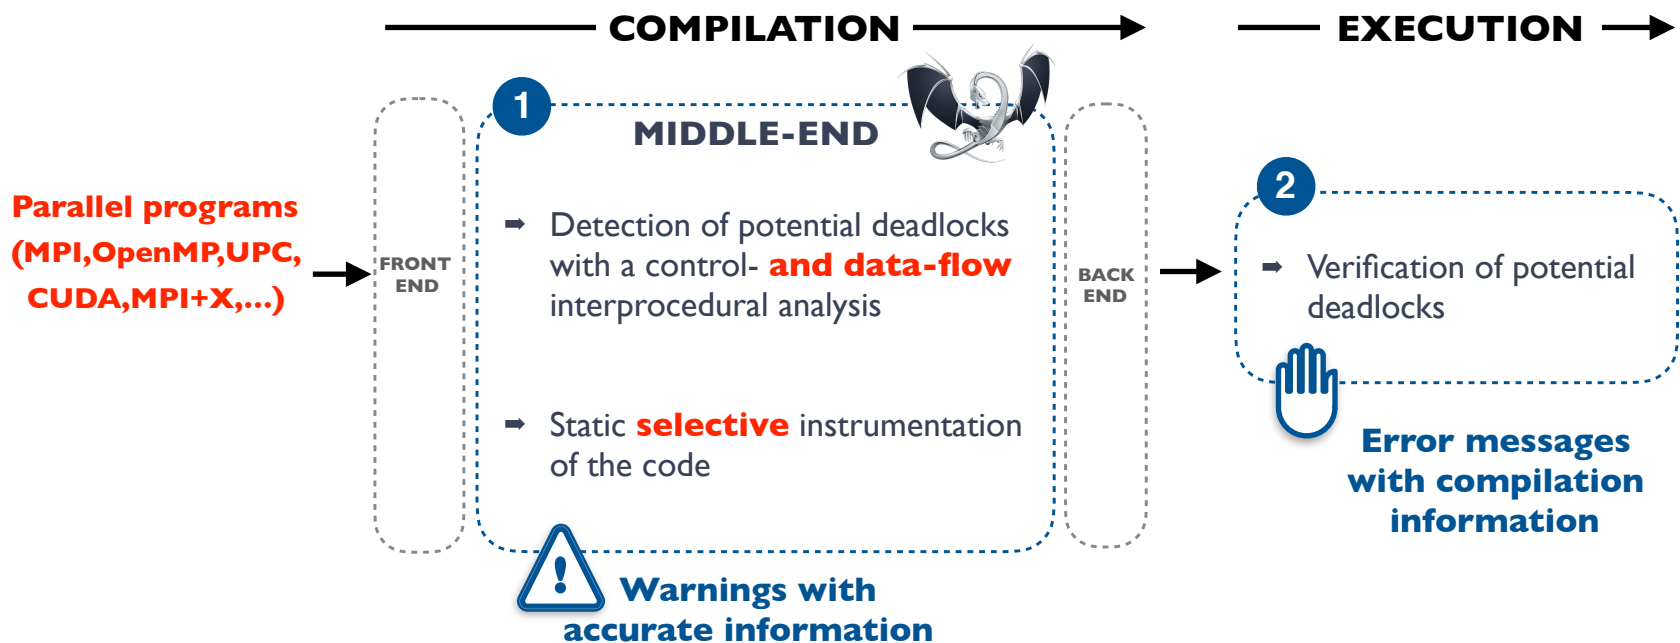 COMPILATION
EXECUTION
1
MIDDLE-END
Parallel programs
(MPI,OpenMP,UPC,
CUDA,MPI+X,...)
FRONT
END
➡ Detection of potential deadlocks
with a control- and data-flow
interprocedural analysis
➡ Static selective instrumentation
of the code
BACK
END
2
➡ Verification of potential
deadlocks
!
Warnings with
accurate information
Error messages
with compilation
information